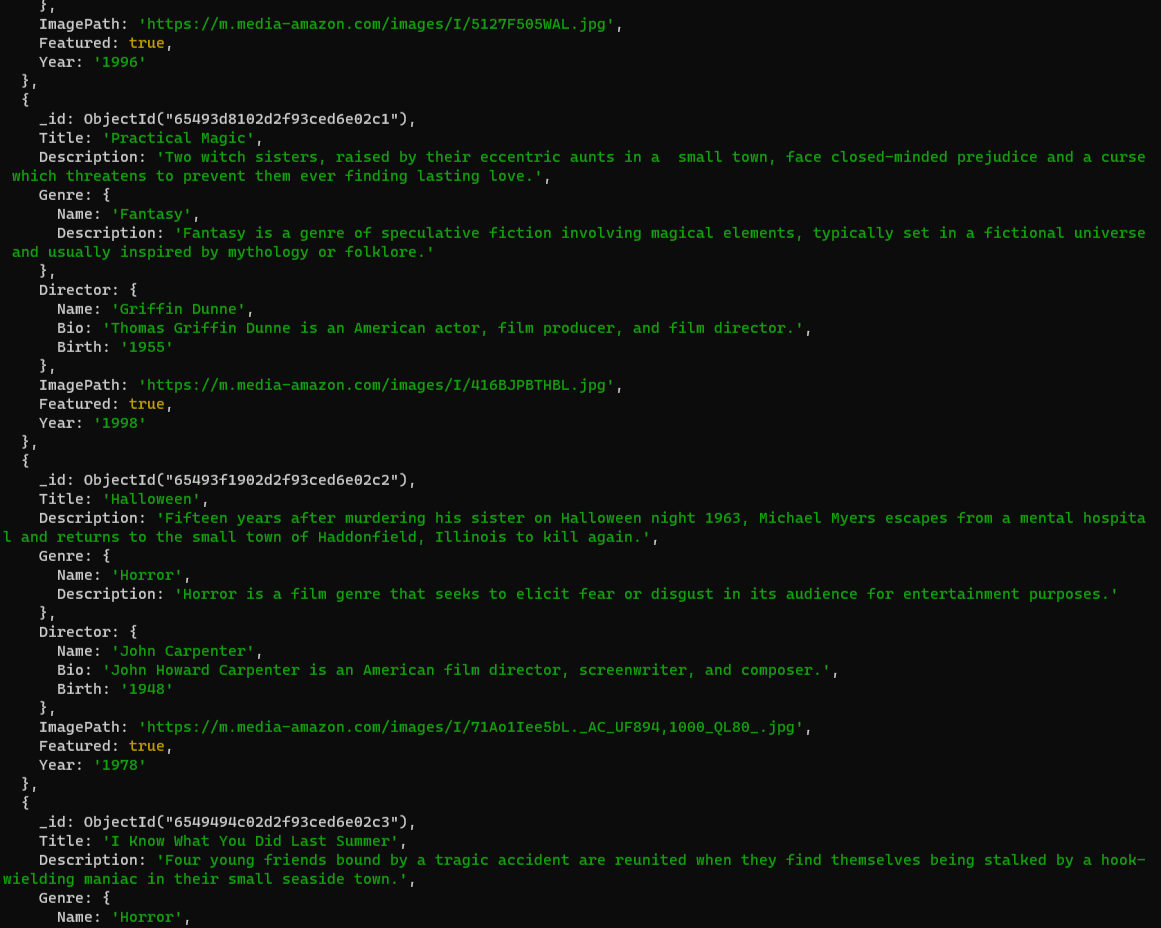 },
    ImagePath: 'https://m.media-amazon.com/images/I/5127F505WAL.jpg',
    Featured: true,
    Year: '1996'
  },
  {
    _id: ObjectId("65493d8102d2f93ced6e02c1"),
    Title: 'Practical Magic',
    Description: 'Two witch sisters, raised by their eccentric aunts in a  small town, face closed-minded prejudice and a curse
 which threatens to prevent them ever finding lasting love.',
    Genre: {
      Name: 'Fantasy',
      Description: 'Fantasy is a genre of speculative fiction involving magical elements, typically set in a fictional universe
 and usually inspired by mythology or folklore.'
    },
    Director: {
      Name: 'Griffin Dunne',
      Bio: 'Thomas Griffin Dunne is an American actor, film producer, and film director.',
      Birth: '1955'
    },
    ImagePath: 'https://m.media-amazon.com/images/I/416BJPBTHBL.jpg',
    Featured: true,
    Year: '1998'
  },
  {
    _id: ObjectId("65493f1902d2f93ced6e02c2"),
    Title: 'Halloween',
    Description: 'Fifteen years after murdering his sister on Halloween night 1963, Michael Myers escapes from a mental hospita
l and returns to the small town of Haddonfield, Illinois to kill again.',
    Genre: {
      Name: 'Horror',
      Description: 'Horror is a film genre that seeks to elicit fear or disgust in its audience for entertainment purposes.'
    },
    Director: {
      Name: 'John Carpenter',
      Bio: 'John Howard Carpenter is an American film director, screenwriter, and composer.',
      Birth: '1948'
    },
    ImagePath: 'https://m.media-amazon.com/images/I/71Ao1Iee5bL._AC_UF894,1000_QL80_.jpg',
    Featured: true,
    Year: '1978'
  },
  {
    _id: ObjectId("6549494c02d2f93ced6e02c3"),
    Title: 'I Know What You Did Last Summer',
    Description: 'Four young friends bound by a tragic accident are reunited when they find themselves being stalked by a hook-
wielding maniac in their small seaside town.',
    Genre: {
      Name: 'Horror',